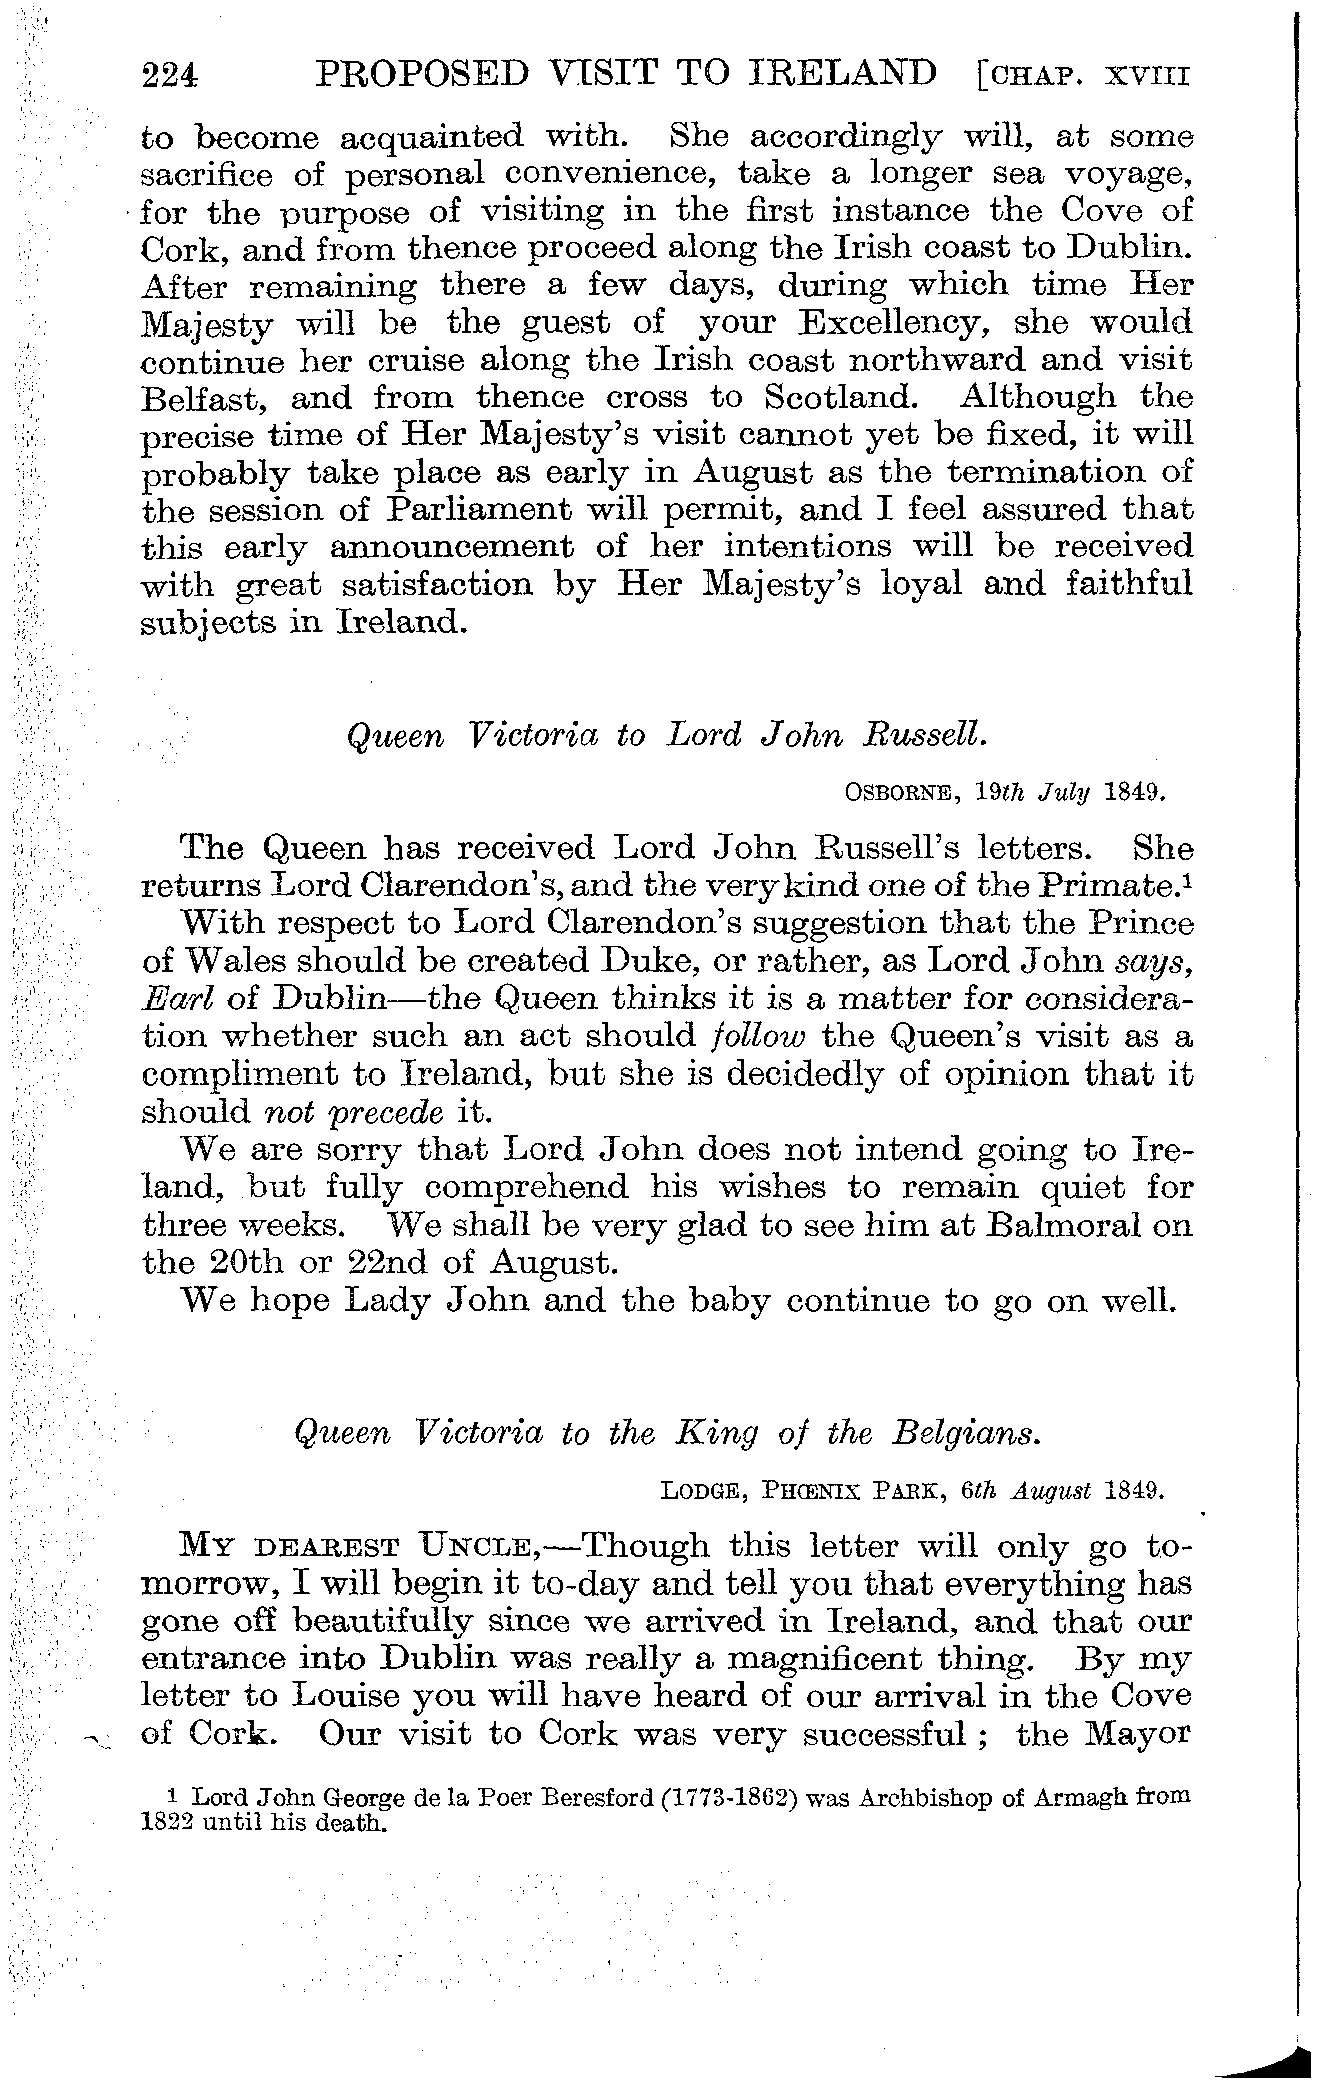 224 PROPOSED VISIT TO IRELAND [CHAP. XVIII
to become acquainted with. She accordingly will, at some
sacrifice of personal convenience, take a longer sea voyage,
for the purpose of visiting in the first instance the Cove of
Cork, and from thence proceed along the Irish coast to Dublin.
After remaining there a few days, during which time Her
Majesty will be the guest of your Excellency, she would
continue her cruise along the Irish coast northward and visit
Belfast, and from thence cross to Scotland. Although the
precise time of Her Majesty's visit cannot yet be fixed, it will
probably take place as early in August as the termination of
the session of Parliament will permit, and I feel assured that
this early announcement of her intentions will be received
with great satisfaction by Her Majesty's loyal and faithful
subjects in Ireland.
Queen Victoria to Lord John Russell.
OSBORNE, 19th July 1849.
The Queen has received Lord John Russell's letters. She
returns Lord Clarendon's, and the very kind one of the Primate.¹
With respect to Lord Clarendon's suggestion that the Prince
of Wales should be created Duke, or rather, as Lord John says,
Earl of Dublin—the Queen thinks it is a matter for considera-
tion whether such an act should follow the Queen's visit as a
compliment to Ireland, but she is decidedly of opinion that it
should not precede it.
We are sorry that Lord John does not intend going to Ire-
land, but fully comprehend his wishes to remain quiet for
three weeks. We shall be very glad to see him at Balmoral on
the 20th or 22nd of August.
We hope Lady John and the baby continue to go on well.
Queen Victoria to the King of the Belgians.
LODGE, PHŒNIX PARK, 6th August 1849.
MY DEAREST UNCLE,—Though this letter will only go to-
morrow, I will begin it to-day and tell you that everything has
gone off beautifully since we arrived in Ireland, and that our
entrance into Dublin was really a magnificent thing. By my
letter to Louise you will have heard of our arrival in the Cove
of Cork. Our visit to Cork was very successful ; the Mayor
1 Lord John George de la Poer Beresford (1773-1862) was Archbishop of Armagh from
1822 until his death.